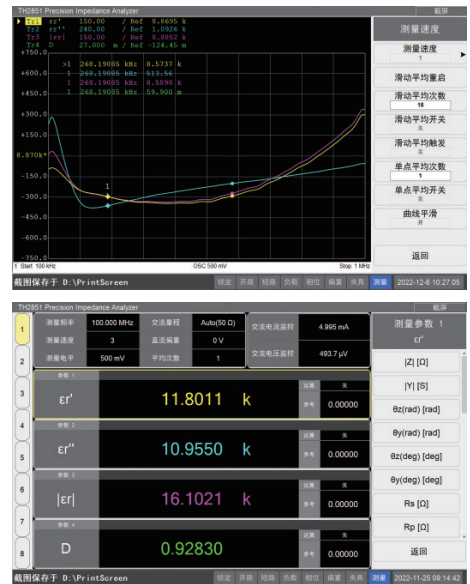 TH2851 Precision Impedance Analyzer
截屏
Tr1 εr' 150.00 / Ref 8.8695 k
Tr2 εr'' 240.00 / Ref 1.0926 k
Tr3 |εr| 150.00 / Ref 8.8852 k
Tr4 D 27.000 m / Ref -124.45 m
+750.0
>1 268.19085 kHz 8.5737 k
1 268.19085 kHz 513.56
1 268.19085 kHz 8.5890 k
1 268.19085 kHz 59.900 m
+600.0
+450.0
+300.0
+150.0
8.870k
-150.0
-300.0
-450.0
-600.0
-750.0
1
1 Start 100 kHz OSC 500 mV Stop 1 MHz
测量速度
测量速度
1
滑动平均重启
滑动平均次数
16
滑动平均开关
关
滑动平均触发
关
单点平均次数
1
单点平均开关
关
曲线平滑
开
返回
截图保存于 D:\PrintScreen 锁定 开路 短路 负载 相位 偏置 夹具 测量 2022-12-6 10:27:05
TH2851 Precision Impedance Analyzer
截屏
1
2
3
4
5
6
7
8
测量频率 100.000 MHz 交流量程 Auto(50 Ω) 交流电流监控 4.995 mA
测量速度 3 直流偏置 0 V
测量电平 500 mV 平均次数 1 交流电压监控 493.7 μV
参数 1
εr' 11.8011 k
运算 关
参考 0.00000
参数 2
εr'' 10.9550 k
运算 关
参考 0.00000
参数 3
|εr| 16.1021 k
运算 关
参考 0.00000
参数 4
D 0.92830
运算 关
参考 0.00000
测量参数 1
εr'
|Z| [Ω]
|Y| [S]
θz(rad) [rad]
θy(rad) [rad]
θz(deg) [deg]
θy(deg) [deg]
Rs [Ω]
Rp [Ω]
返回
截图保存于 D:\PrintScreen 锁定 开路 短路 负载 相位 偏置 夹具 测量 2022-11-25 09:14:42